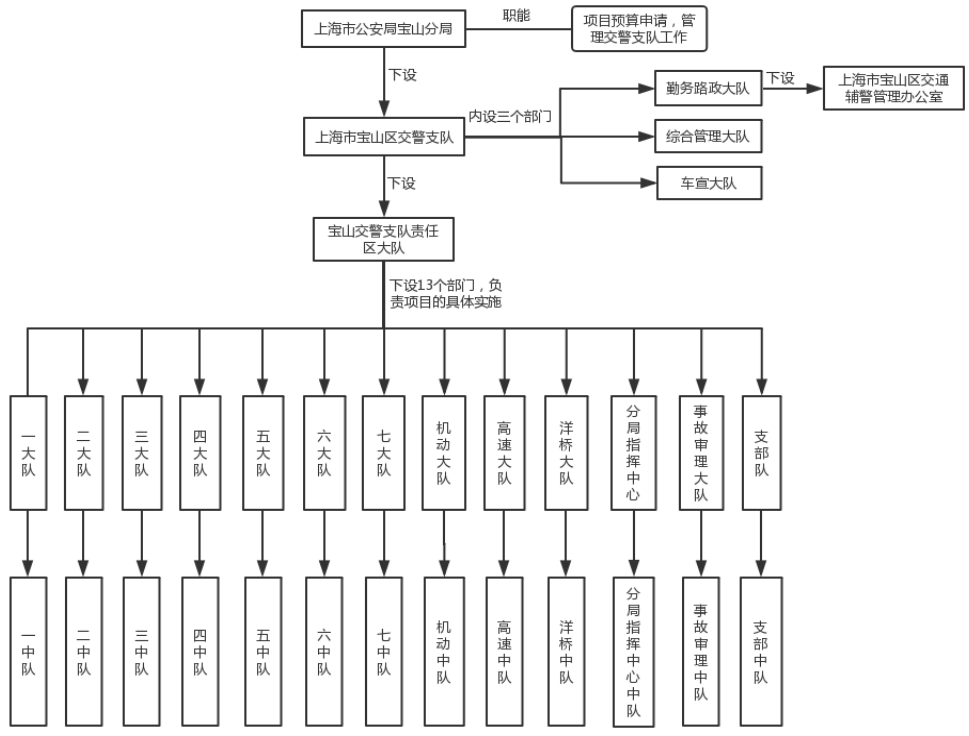 上海市公安局宝山分局
职能
项目预算申请，管
理交警支队工作
下设
勤务路政大队
下设
上海市宝山区交通
辅警管理办公室
内设三个部门
上海市宝山区交警支队
综合管理大队
车宣大队
下设
宝山交警支队责任
区大队
下设13个部门，负
责项目的具体实施
一大队
二大队
三大队
四大队
五大队
六大队
七大队
机动大队
高速大队
洋桥大队
分局指挥中心
事故审理大队
支部队
一中队
二中队
三中队
四中队
五中队
六中队
七中队
机动中队
高速中队
洋桥中队
分局指挥中心中队
事故审理中队
支部中队